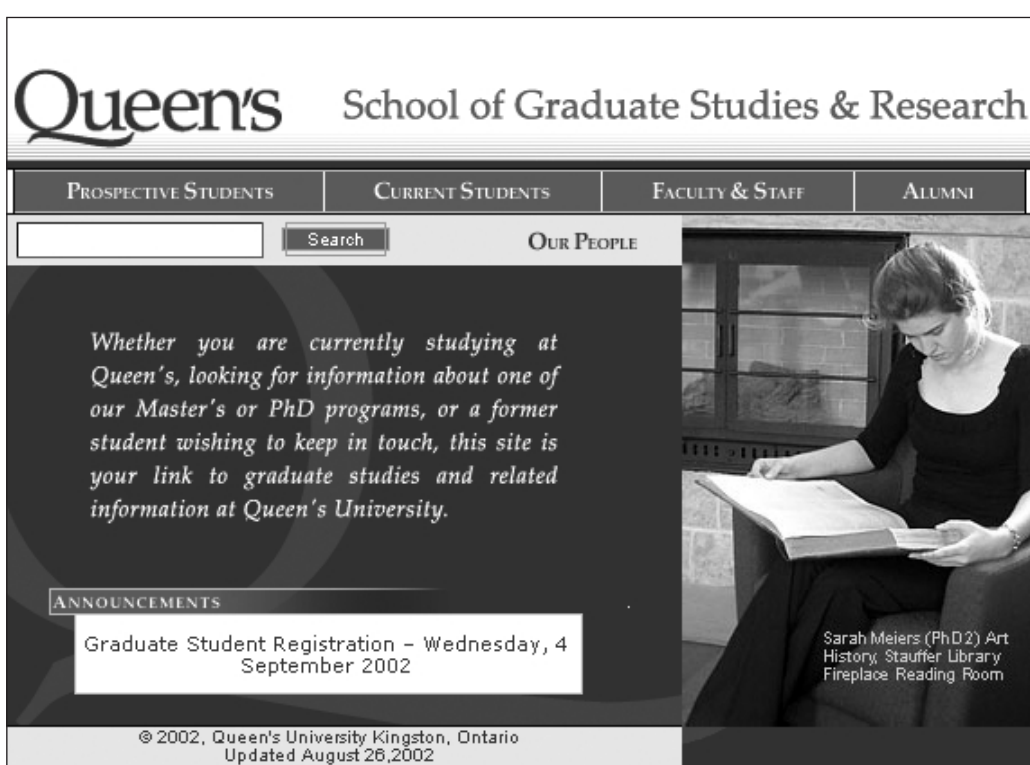 Queen's School of Graduate Studies & Research
PROSPECTIVE STUDENTS CURRENT STUDENTS FACULTY & STAFF ALUMNI
Search OUR PEOPLE
Whether you are currently studying at
Queen's, looking for information about one of
our Master's or PhD programs, or a former
student wishing to keep in touch, this site is
your link to graduate studies and related
information at Queen's University.
ANNOUNCEMENTS
Graduate Student Registration – Wednesday, 4
September 2002
Sarah Meiers (PhD 2) Art
History, Stauffer Library
Fireplace Reading Room
© 2002, Queen's University Kingston, Ontario
Updated August 26,2002